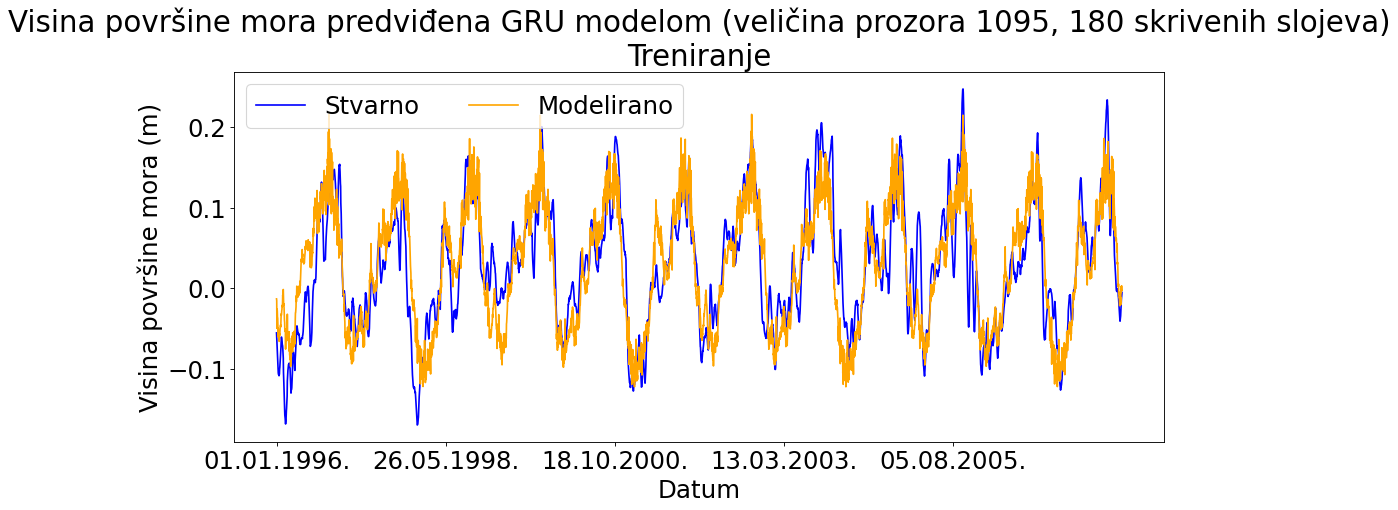 Visina površine mora predviđena GRU modelom (veličina prozora 1095, 180 skrivenih slojeva)
Treniranje
Stvarno
Modelirano
Visina površine mora (m)
0.2
0.1
0.0
−0.1
01.01.1996.
26.05.1998.
18.10.2000.
13.03.2003.
05.08.2005.
Datum